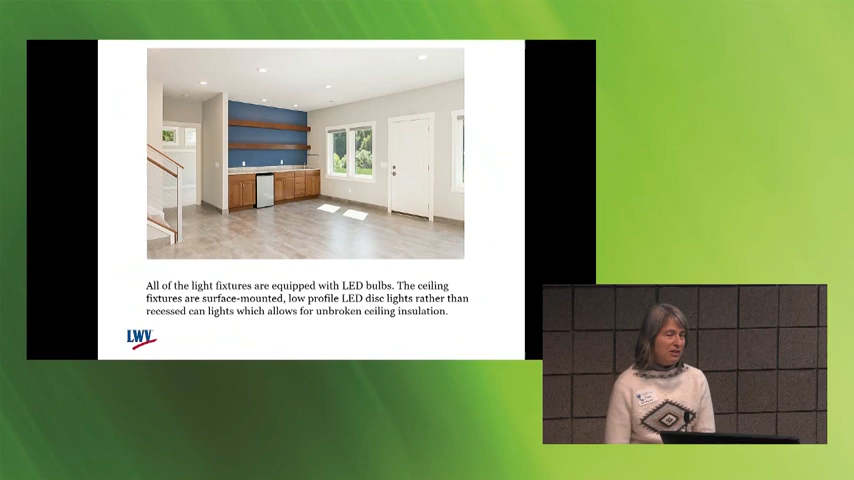 All of the light fixtures are equipped with LED bulbs. The ceiling
fixtures are surface-mounted, low profile LED disc lights rather than
recessed can lights which allows for unbroken ceiling insulation.
LWV